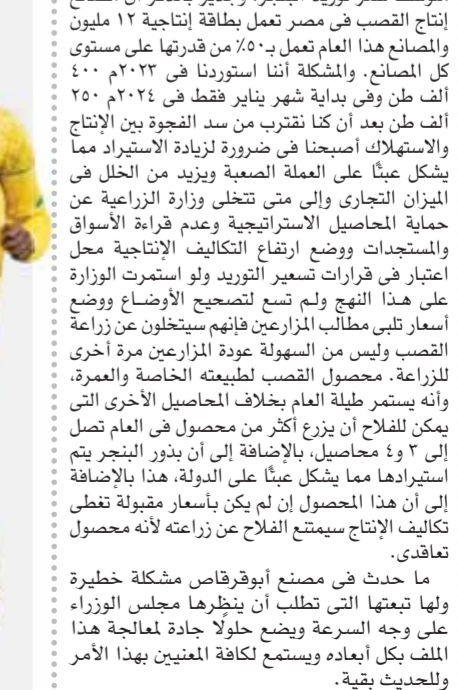 إنتاج القصب فى مصر تعمل بطاقة إنتاجية ١٢ مليون
والمصانع هذا العام تعمل بـ٥٠٪ من قدرتها على مستوى
كل المصانع. والمشكلة أننا استوردنا فى ٢٠٢٣م ٤٠٠
ألف طن وفى بداية شهر يناير فقط فى ٢٠٢٤م ٢٥٠
ألف طن بعد أن كنا نقترب من سد الفجوة بين الإنتاج
والاستهلاك أصبحنا فى ضرورة لزيادة الاستيراد مما
يشكل عبئًا على العملة الصعبة ويزيد من الخلل فى
الميزان التجارى وإلى متى تتخلى وزارة الزراعية عن
حماية المحاصيل الاستراتيجية وعدم قراءة الأسواق
والمستجدات ووضع ارتفاع التكاليف الإنتاجية محل
اعتبار فى قرارات تسعير التوريد ولو استمرت الوزارة
على هـذا النهج ولـم تسع لتصحيح الأوضـاع ووضع
أسعار تلبى مطالب المزارعين فإنهم سيتخلون عن زراعة
القصب وليس من السهولة عودة المزارعين مرة أخرى
للزراعة. محصول القصب لطبيعته الخاصة والعمرة،
وأنه يستمر طيلة العام بخلاف المحاصيل الأخرى التى
يمكن للفلاح أن يزرع أكثر من محصول فى العام تصل
إلى ٣ و٤ محاصيل، بالإضافة إلى أن بذور البنجر يتم
استيرادها مما يشكل عبئًا على الدولة، هذا بالإضافة
إلى أن هذا المحصول إن لم يكن بأسعار مقبولة تغطى
تكاليف الإنتاج سيمتنع الفلاح عن زراعته لأنه محصول
تعاقدى.
ما حدث فى مصنع أبوقرقاص مشكلة خطيرة
ولها تبعتها التى تطلب أن ينظرها مجلس الوزراء
على وجه السرعة ويضع حلولًا جادة لمعالجة هذا
الملف بكل أبعاده ويستمع لكافة المعنيين بهذا الأمر
وللحديث بقية.